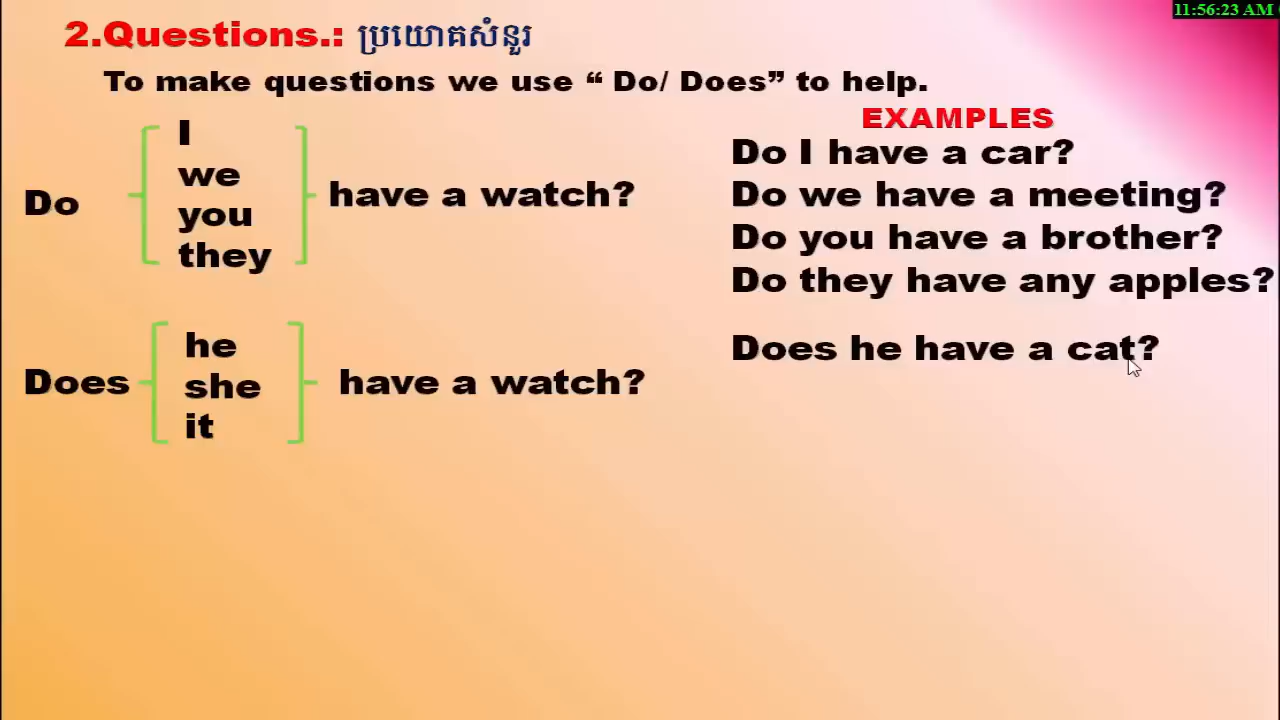 11:56:23 AM
2.Questions.: ប្រយោគសំនួរ
To make questions we use “ Do/ Does” to help.
Do
I
we
you
they
have a watch?
Does
he
she
it
have a watch?
EXAMPLES
Do I have a car?
Do we have a meeting?
Do you have a brother?
Do they have any apples?
Does he have a cat?